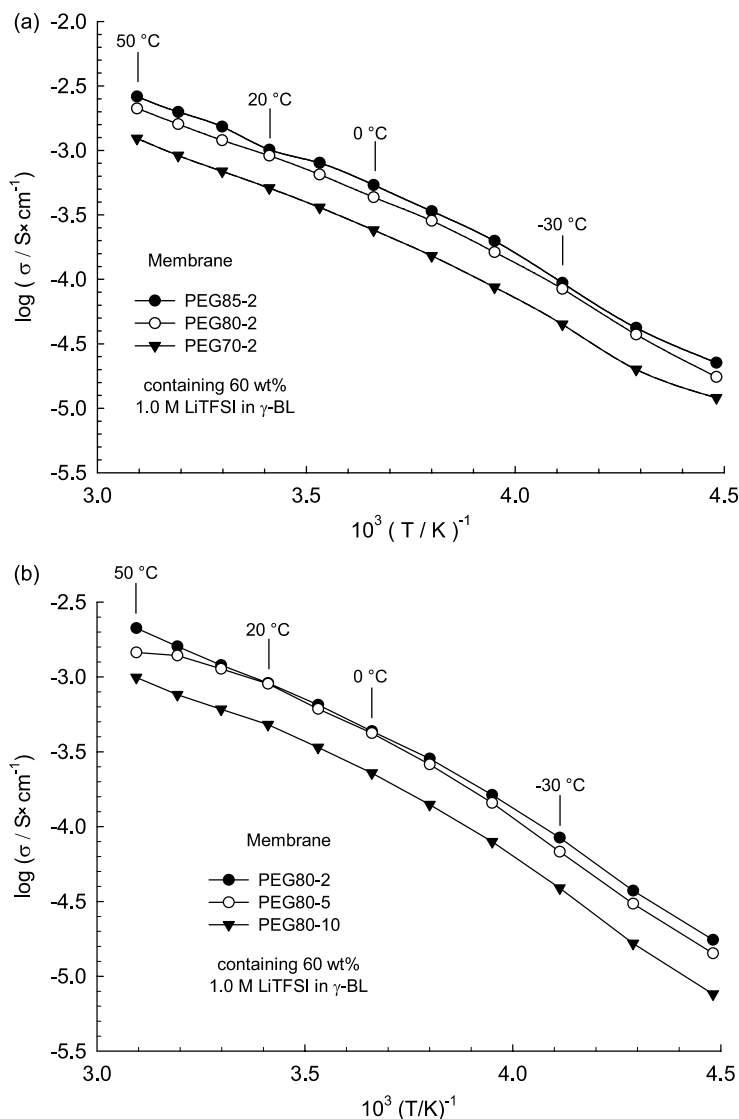 (a)
-2.0
50 °C
-2.5
20 °C
0 °C
-3.0
-3.5
-30 °C
log ( σ / S× cm⁻¹)
Membrane
-4.0
PEG85-2
PEG80-2
-4.5
PEG70-2
containing 60 wt%
-5.0
1.0 M LiTFSI in γ-BL
-5.5
3.0 3.5 4.0 4.5
10³ ( T / K )⁻¹
(b)
50 °C
-2.5
20 °C
-3.0
0 °C
-3.5
-30 °C
log (σ / S× cm⁻¹)
-4.0
Membrane
PEG80-2
-4.5
PEG80-5
PEG80-10
-5.0
containing 60 wt%
1.0 M LiTFSI in γ-BL
-5.5
3.0 3.5 4.0 4.5
10³ (T/K)⁻¹